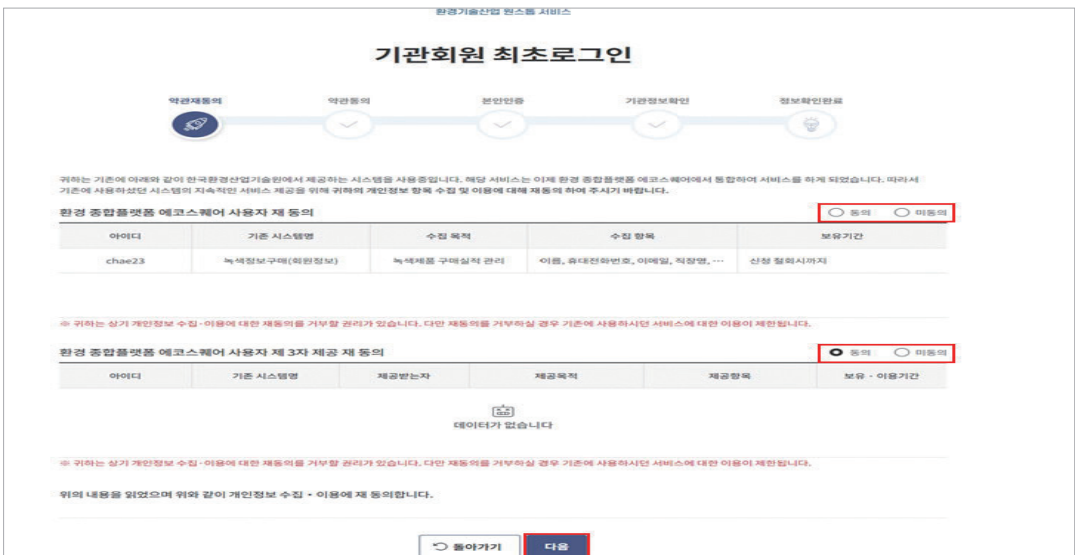 환경기술산업 원스톱 서비스
기관회원 최초로그인
약관재동의 약관동의 본인인증 기관정보확인 정보확인완료
귀하는 기존에 아래와 같이 한국환경산업기술원에서 제공하는 시스템을 사용중입니다. 해당 서비스는 이제 환경 종합플랫폼 에코스퀘어에서 통합하여 서비스를 하게 되었습니다. 따라서
기존에 사용하셨던 시스템의 지속적인 서비스 제공을 위해 귀하의 개인정보 항목 수집 및 이용에 대해 재동의 하여 주시기 바랍니다.
환경 종합플랫폼 에코스퀘어 사용자 재 동의 동의 미동의
아이디 기존 시스템명 수집 목적 수집 항목 보유기간
chae23 녹색정보구매(회원정보) 녹색제품 구매실적 관리 이름, 휴대전화번호, 이메일, 직장명, ··· 신청 철회시까지
※ 귀하는 상기 개인정보 수집·이용에 대한 재동의를 거부할 권리가 있습니다. 다만 재동의를 거부하실 경우 기존에 사용하시던 서비스에 대한 이용이 제한됩니다.
환경 종합플랫폼 에코스퀘어 사용자 제 3자 제공 재 동의 동의 미동의
아이디 기존 시스템명 제공받는자 제공목적 제공항목 보유 · 이용기간
데이터가 없습니다
※ 귀하는 상기 개인정보 수집·이용에 대한 재동의를 거부할 권리가 있습니다. 다만 재동의를 거부하실 경우 기존에 사용하시던 서비스에 대한 이용이 제한됩니다.
위의 내용을 읽었으며 위와 같이 개인정보 수집 • 이용에 재 동의합니다.
돌아가기 다음